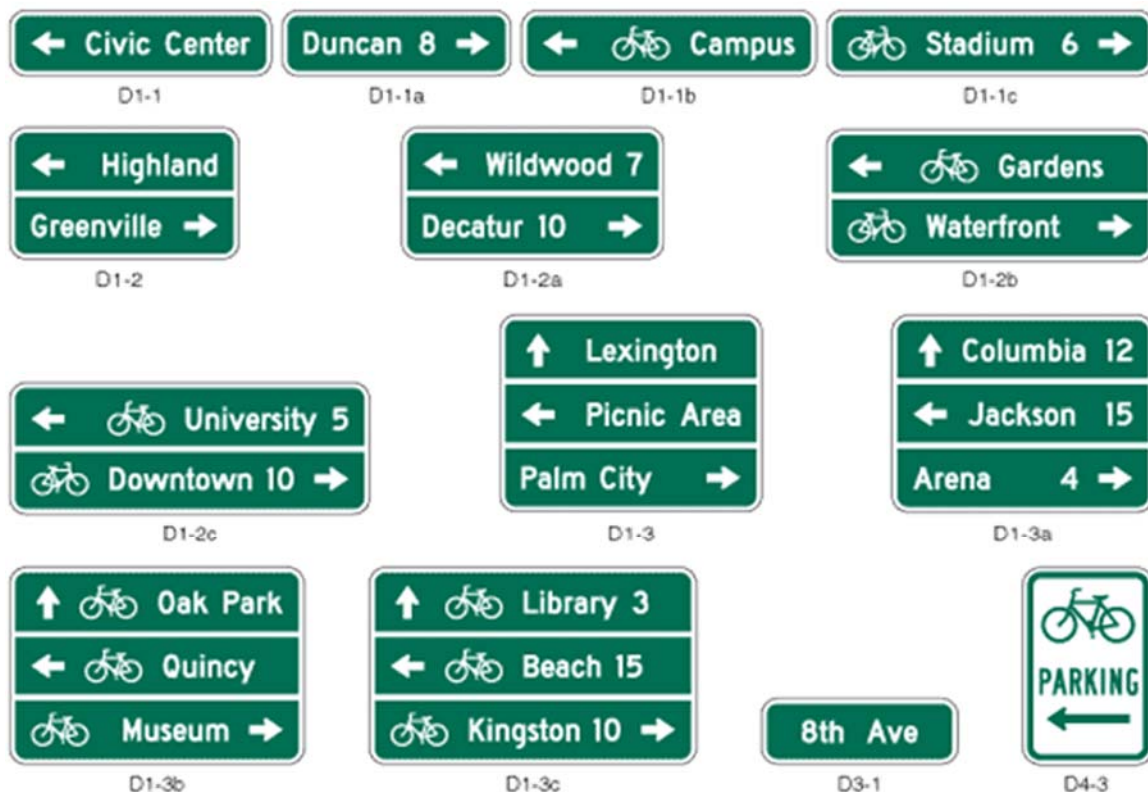 Civic Center
Duncan 8
Campus
Stadium 6
D1-1
D1-1a
D1-1b
D1-1c
Highland
Greenville
D1-2
Wildwood 7
Decatur 10
D1-2a
Gardens
Waterfront
D1-2b
University 5
Downtown 10
D1-2c
Lexington
Picnic Area
Palm City
D1-3
Columbia 12
Jackson 15
Arena 4
D1-3a
Oak Park
Quincy
Museum
D1-3b
Library 3
Beach 15
Kingston 10
D1-3c
8th Ave
D3-1
PARKING
D4-3